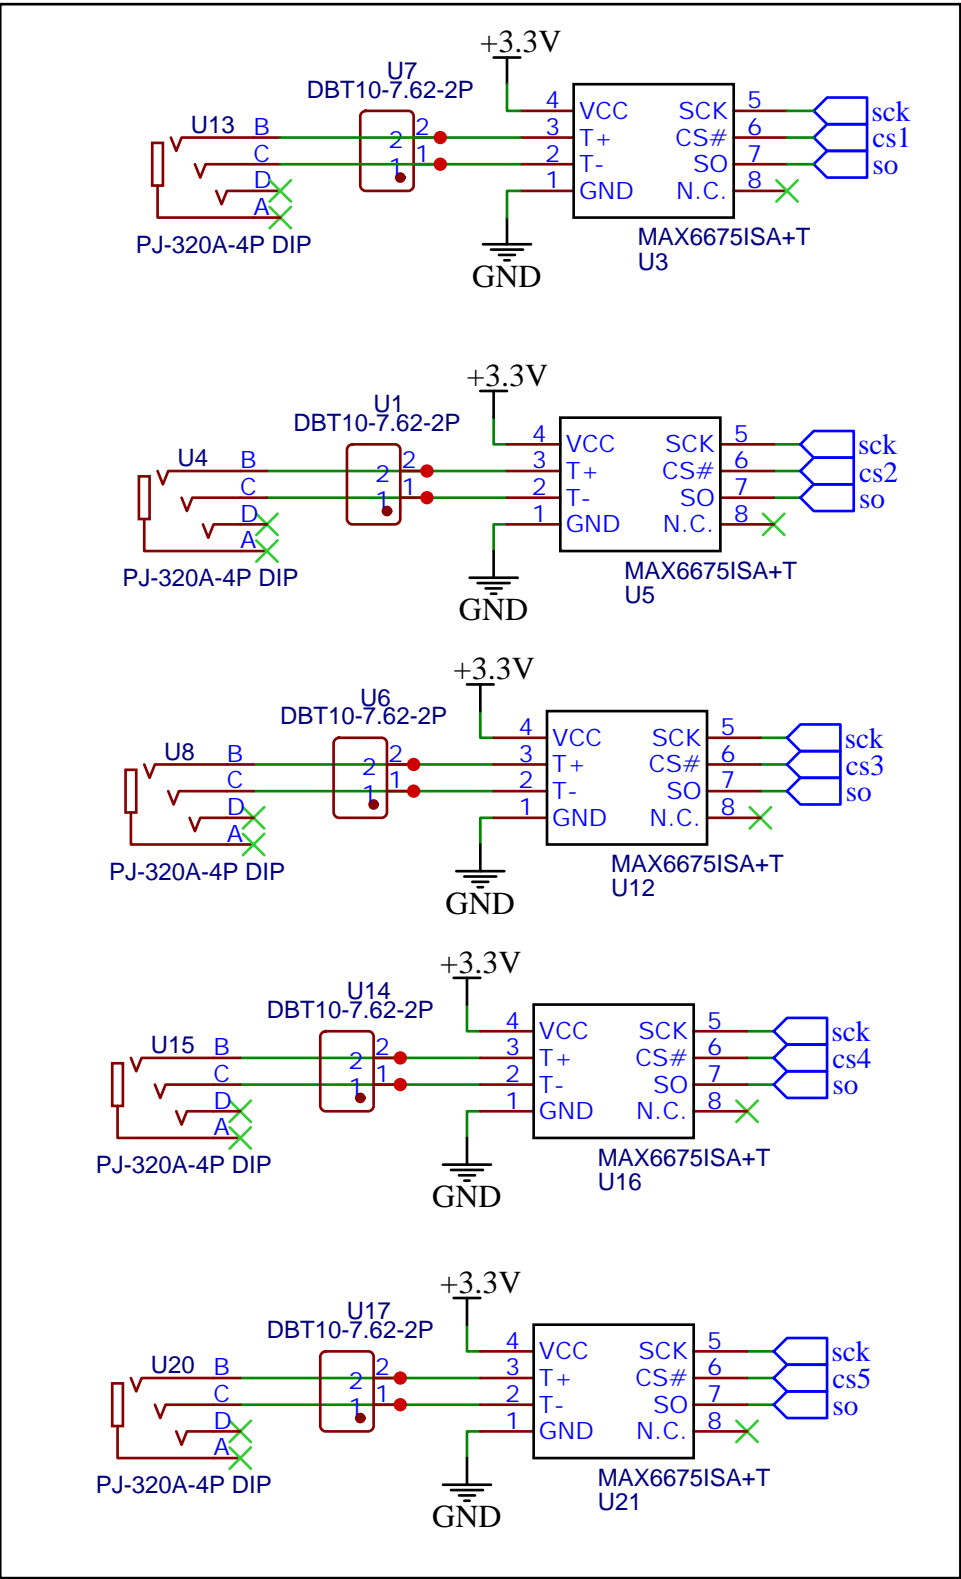 +3.3V
U7
DBT10-7.62-2P
U13 B 2 2 4 VCC SCK 5 sck
C 1 1 3 T+ CS# 6 cs1
D 2 T- SO 7 so
A 1 GND N.C. 8
PJ-320A-4P DIP
MAX6675ISA+T
U3
GND
+3.3V
U1
DBT10-7.62-2P
U4 B 2 2 4 VCC SCK 5 sck
C 1 1 3 T+ CS# 6 cs2
D 2 T- SO 7 so
A 1 GND N.C. 8
PJ-320A-4P DIP
MAX6675ISA+T
U5
GND
+3.3V
U6
DBT10-7.62-2P
U8 B 2 2 4 VCC SCK 5 sck
C 1 1 3 T+ CS# 6 cs3
D 2 T- SO 7 so
A 1 GND N.C. 8
PJ-320A-4P DIP
MAX6675ISA+T
U12
GND
+3.3V
U14
DBT10-7.62-2P
U15 B 2 2 4 VCC SCK 5 sck
C 1 1 3 T+ CS# 6 cs4
D 2 T- SO 7 so
A 1 GND N.C. 8
PJ-320A-4P DIP
MAX6675ISA+T
U16
GND
+3.3V
U17
DBT10-7.62-2P
U20 B 2 2 4 VCC SCK 5 sck
C 1 1 3 T+ CS# 6 cs5
D 2 T- SO 7 so
A 1 GND N.C. 8
PJ-320A-4P DIP
MAX6675ISA+T
U21
GND